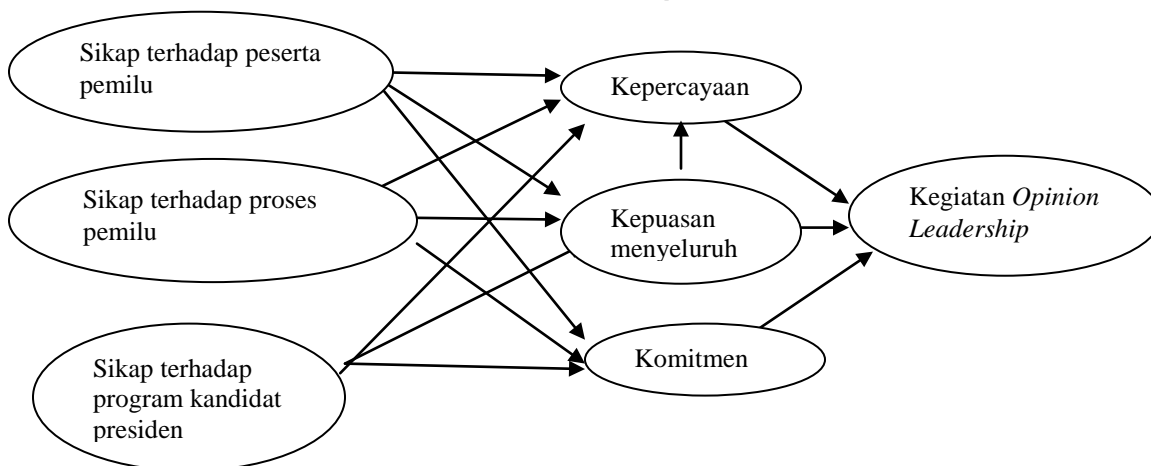 Sikap terhadap peserta
pemilu
Kepercayaan
Sikap terhadap proses
pemilu
Kepuasan
menyeluruh
Kegiatan Opinion
Leadership
Sikap terhadap
program kandidat
presiden
Komitmen